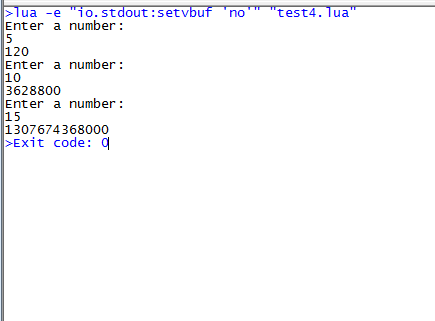 >lua -e "io.stdout:setvbuf 'no'" "test4.lua"
Enter a number:
5
120
Enter a number:
10
3628800
Enter a number:
15
1307674368000
>Exit code: 0